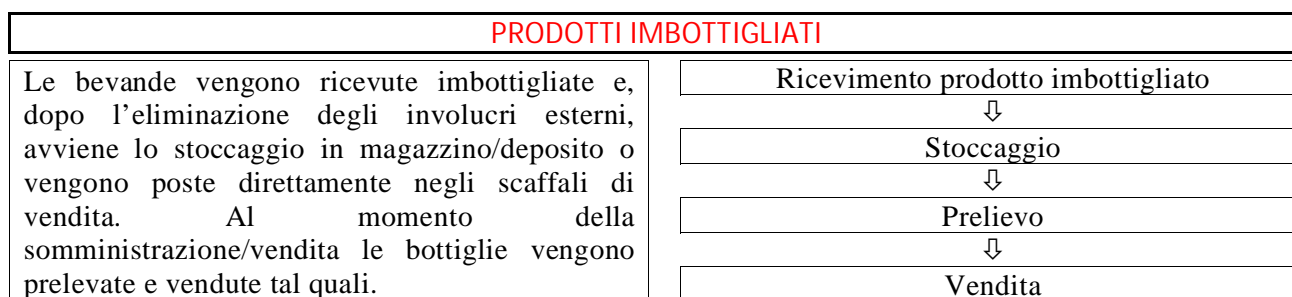 PRODOTTI IMBOTTIGLIATI
Le bevande vengono ricevute imbottigliate e,
dopo l’eliminazione degli involucri esterni,
avviene lo stoccaggio in magazzino/deposito o
vengono poste direttamente negli scaffali di
vendita. Al momento della
somministrazione/vendita le bottiglie vengono
prelevate e vendute tal quali.
Ricevimento prodotto imbottigliato
⇩
Stoccaggio
⇩
Prelievo
⇩
Vendita